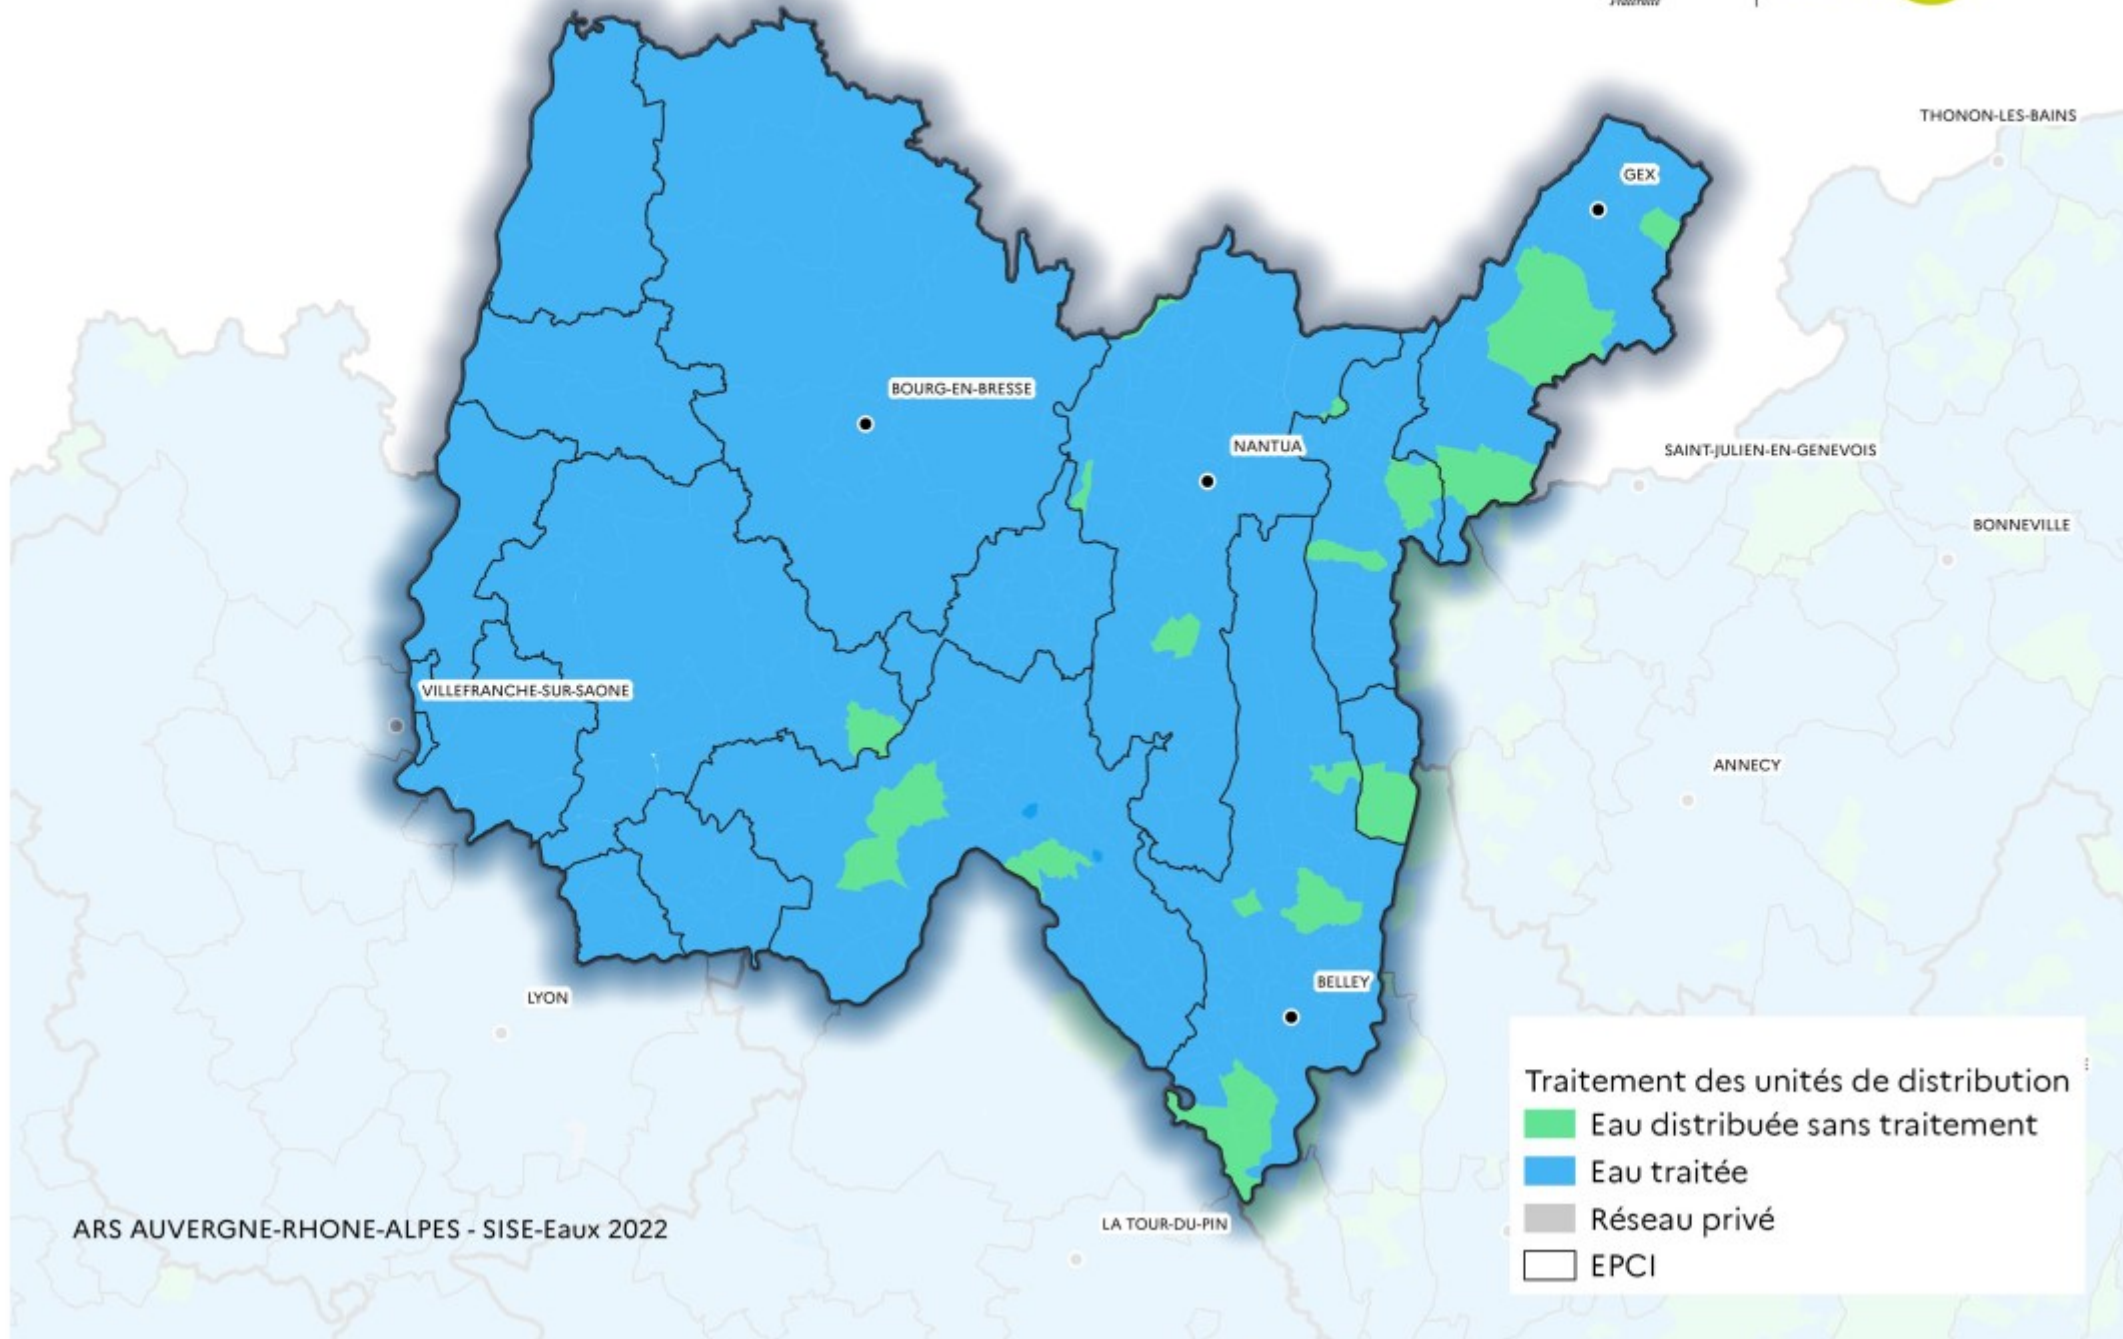 Fraternité
THONON-LES-BAINS
GEX
BOURG-EN-BRESSE
NANTUA
SAINT-JULIEN-EN-GENEVOIS
BONNEVILLE
VILLEFRANCHE-SUR-SAONE
ANNECY
BELLEY
LYON
Traitement des unités de distribution
Eau distribuée sans traitement
Eau traitée
Réseau privé
EPCI
LA TOUR-DU-PIN
ARS AUVERGNE-RHONE-ALPES - SISE-Eaux 2022